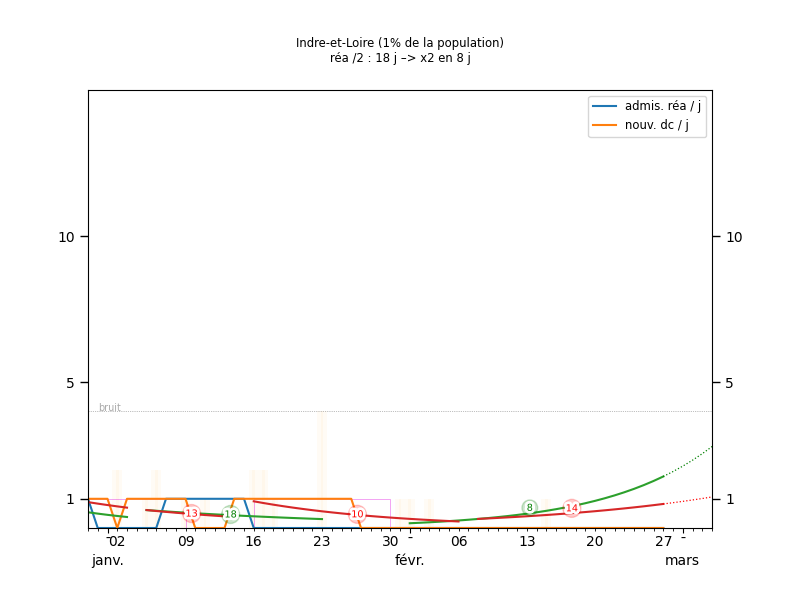 Indre-et-Loire (1% de la population)
réa /2 : 18 j –> x2 en 8 j
admis. réa / j
nouv. dc / j
10
10
5
5
bruit
1
1
13
18
10
8
14
02
09
16
23
30
06
13
20
27
janv.
févr.
mars